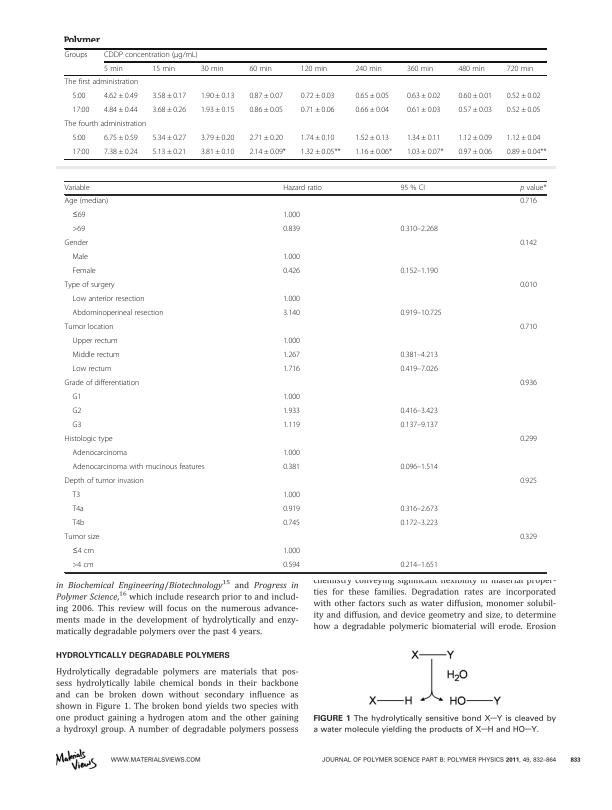 Polymer
Groups CDDP concentration (μg/mL)
5 min 15 min 30 min 60 min 120 min 240 min 360 min 480 min 720 min
The first administration
5:00 4.62 ± 0.49 3.58 ± 0.17 1.90 ± 0.13 0.87 ± 0.07 0.72 ± 0.03 0.65 ± 0.05 0.63 ± 0.02 0.60 ± 0.01 0.52 ± 0.02
17:00 4.84 ± 0.44 3.68 ± 0.26 1.93 ± 0.15 0.86 ± 0.05 0.71 ± 0.06 0.66 ± 0.04 0.61 ± 0.03 0.57 ± 0.03 0.52 ± 0.05
The fourth administration
5:00 6.75 ± 0.59 5.34 ± 0.27 3.79 ± 0.20 2.71 ± 0.20 1.74 ± 0.10 1.52 ± 0.13 1.34 ± 0.11 1.12 ± 0.09 1.12 ± 0.04
17:00 7.38 ± 0.24 5.13 ± 0.21 3.81 ± 0.10 2.14 ± 0.09* 1.32 ± 0.05** 1.16 ± 0.06* 1.03 ± 0.07* 0.97 ± 0.06 0.89 ± 0.04**
Variable Hazard ratio 95 % CI p value*
Age (median) 0.716
≤69 1.000
>69 0.839 0.310–2.268
Gender 0.142
Male 1.000
Female 0.426 0.152–1.190
Type of surgery 0.010
Low anterior resection 1.000
Abdominoperineal resection 3.140 0.919–10.725
Tumor location 0.710
Upper rectum 1.000
Middle rectum 1.267 0.381–4.213
Low rectum 1.716 0.419–7.026
Grade of differentiation 0.936
G1 1.000
G2 1.933 0.416–3.423
G3 1.119 0.137–9.137
Histologic type 0.299
Adenocarcinoma 1.000
Adenocarcinoma with mucinous features 0.381 0.096–1.514
Depth of tumor invasion 0.925
T3 1.000
T4a 0.919 0.316–2.673
T4b 0.745 0.172–3.223
Tumor size 0.329
≤4 cm 1.000
>4 cm 0.594 0.214–1.651
in Biochemical Engineering/Biotechnology15 and Progress in
Polymer Science,16 which include research prior to and includ-
ing 2006. This review will focus on the numerous advance-
ments made in the development of hydrolytically and enzy-
matically degradable polymers over the past 4 years.
HYDROLYTICALLY DEGRADABLE POLYMERS
Hydrolytically degradable polymers are materials that pos-
sess hydrolytically labile chemical bonds in their backbone
and can be broken down without secondary influence as
shown in Figure 1. The broken bond yields two species with
one product gaining a hydrogen atom and the other gaining
a hydroxyl group. A number of degradable polymers possess
chemistry conveying significant flexibility in material proper-
ties for these families. Degradation rates are incorporated
with other factors such as water diffusion, monomer solubil-
ity and diffusion, and device geometry and size, to determine
how a degradable polymeric biomaterial will erode. Erosion
X—Y
H2O
X—H HO—Y
FIGURE 1 The hydrolytically sensitive bond X—Y is cleaved by
a water molecule yielding the products of X—H and HO—Y.
Materials Views WWW.MATERIALSVIEWS.COM JOURNAL OF POLYMER SCIENCE PART B: POLYMER PHYSICS 2011, 49, 832–864 833